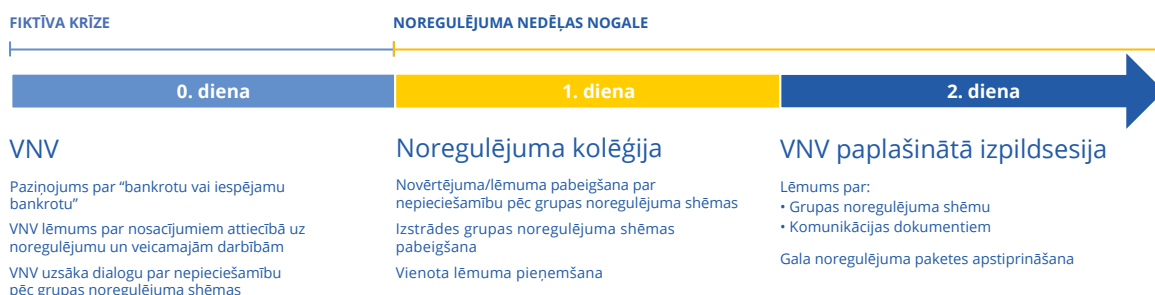 FIKTĪVA KRĪZE
NOREGULĒJUMA NEDĒĻAS NOGALE
0. diena
1. diena
2. diena
VNV
Paziņojums par “bankrotu vai iespējamu
bankrotu”
VNV lēmums par nosacījumiem attiecībā uz
noregulējumu un veicamajām darbībām
VNV uzsāka dialogu par nepieciešamību
pēc grupas noregulējuma shēmas
Noregulējuma kolēģija
Novērtējuma/lēmuma pabeigšana par
nepieciešamību pēc grupas noregulējuma shēmas
Izstrādes grupas noregulējuma shēmas
pabeigšana
Vienota lēmuma pieņemšana
VNV paplašinātā izpildsesija
Lēmums par:
• Grupas noregulējuma shēmu
• Komunikācijas dokumentiem
Gala noregulējuma paketes apstiprināšana